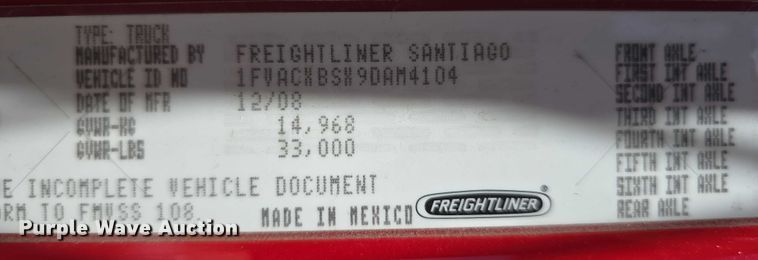 TYPE: TRUCK
MANUFACTURED BY FREIGHTLINER SANTIAGO
VEHICLE ID NO 1FVACXBSX9DAM4104
DATE OF MFR 12/08
GVWR-KG 14,968
GVWR-LBS 33,000
E INCOMPLETE VEHICLE DOCUMENT
ORM TO FMVSS 108.
MADE IN MEXICO
FREIGHTLINER ®
FRONT AXLE
FIRST INT AXLE
SECOND INT AXLE
THIRD INT AXLE
FOURTH INT AXLE
FIFTH INT AXLE
SIXTH INT AXLE
REAR AXLE
Purple Wave Auction